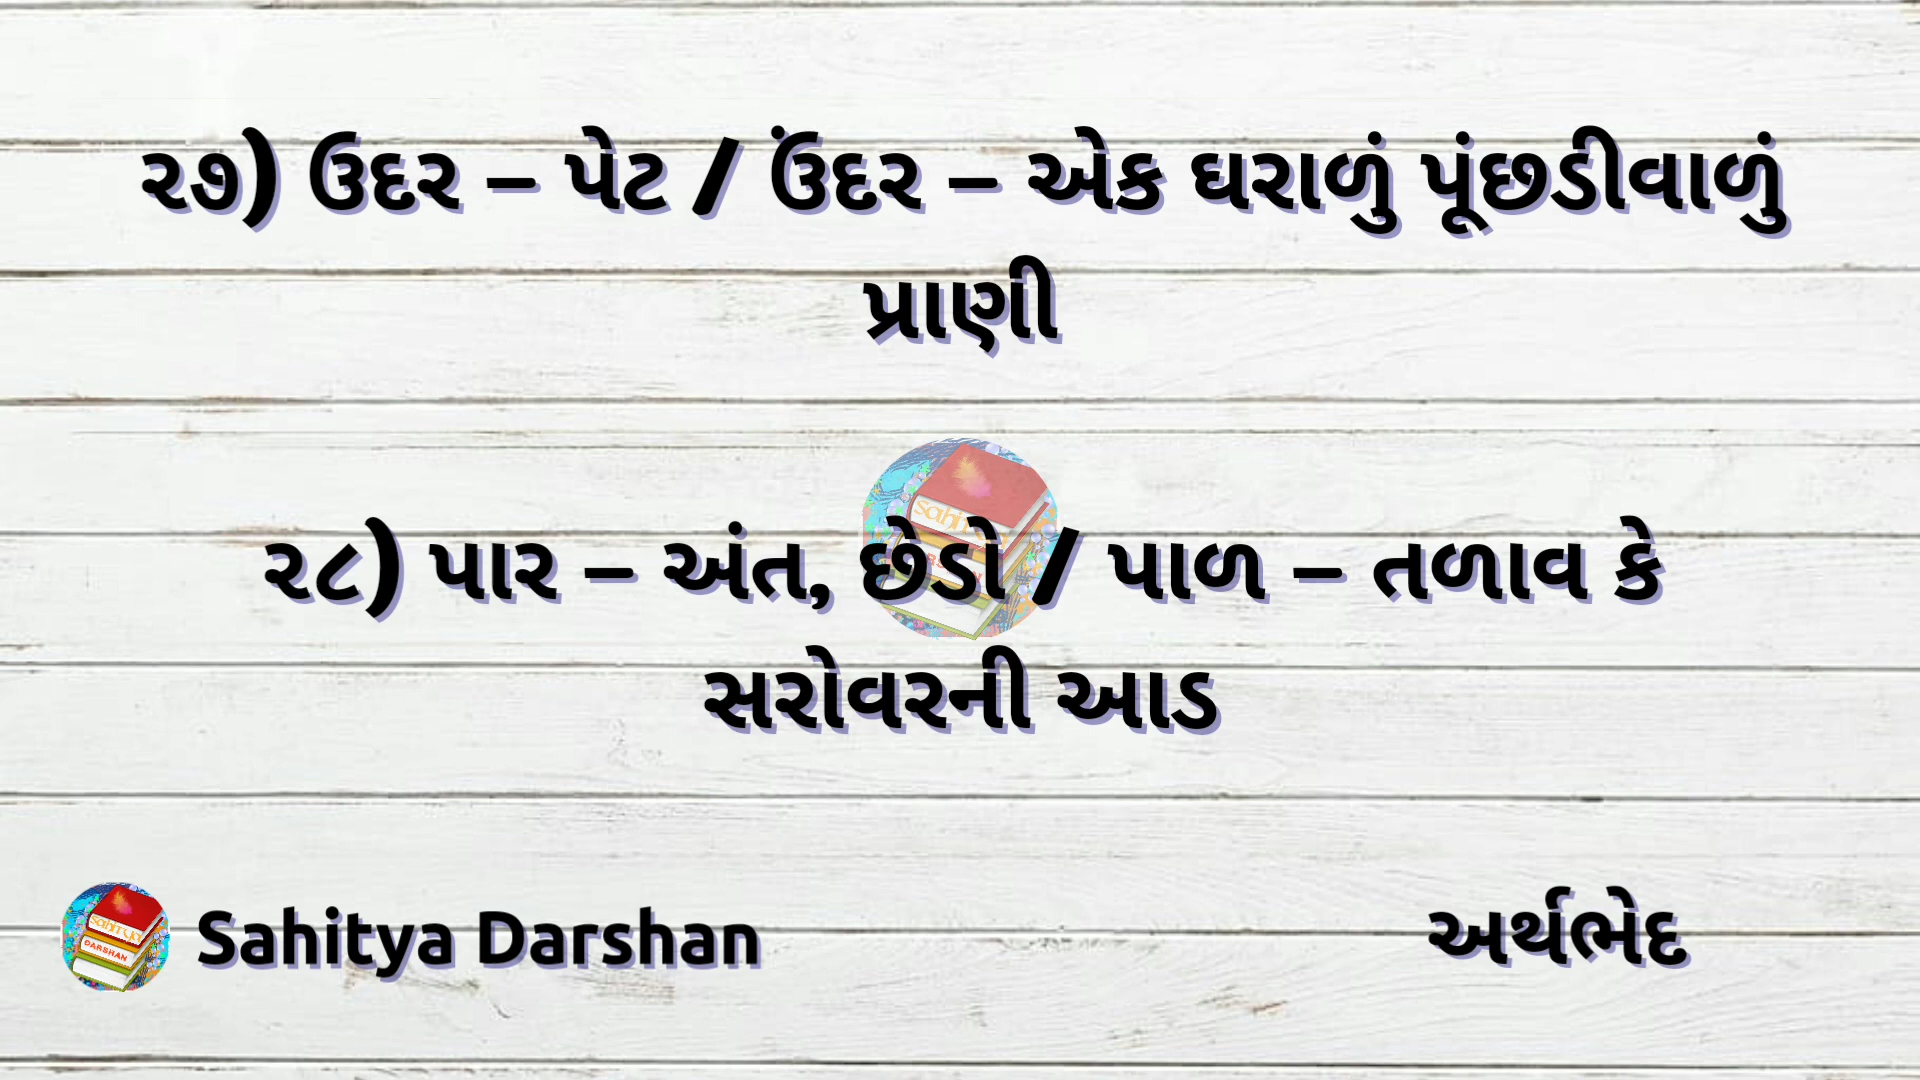 ૨૭) ઉદર – પેટ / ઉંદર – એક ઘરાળું પૂંછડીવાળું
પ્રાણી
૨૮) પાર – અંત, છેડો / પાળ – તળાવ કે
સરોવરની આડ
Sahitya Darshan
અર્થભેદ